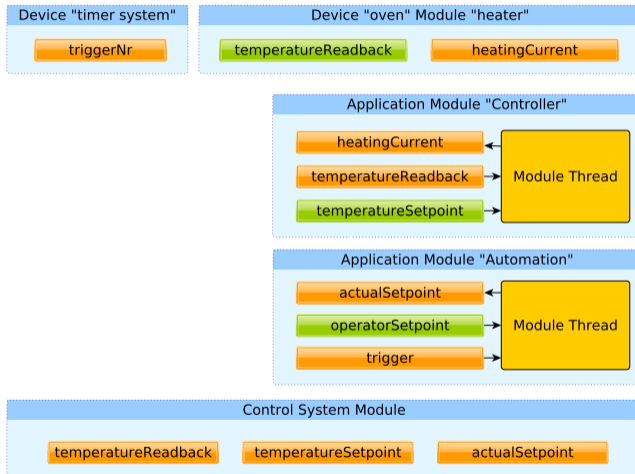 Device "timer system"
triggerNr
Device "oven" Module "heater"
temperatureReadback
heatingCurrent
Application Module "Controller"
heatingCurrent
temperatureReadback
temperatureSetpoint
Module Thread
Application Module "Automation"
actualSetpoint
operatorSetpoint
trigger
Module Thread
Control System Module
temperatureReadback
temperatureSetpoint
actualSetpoint